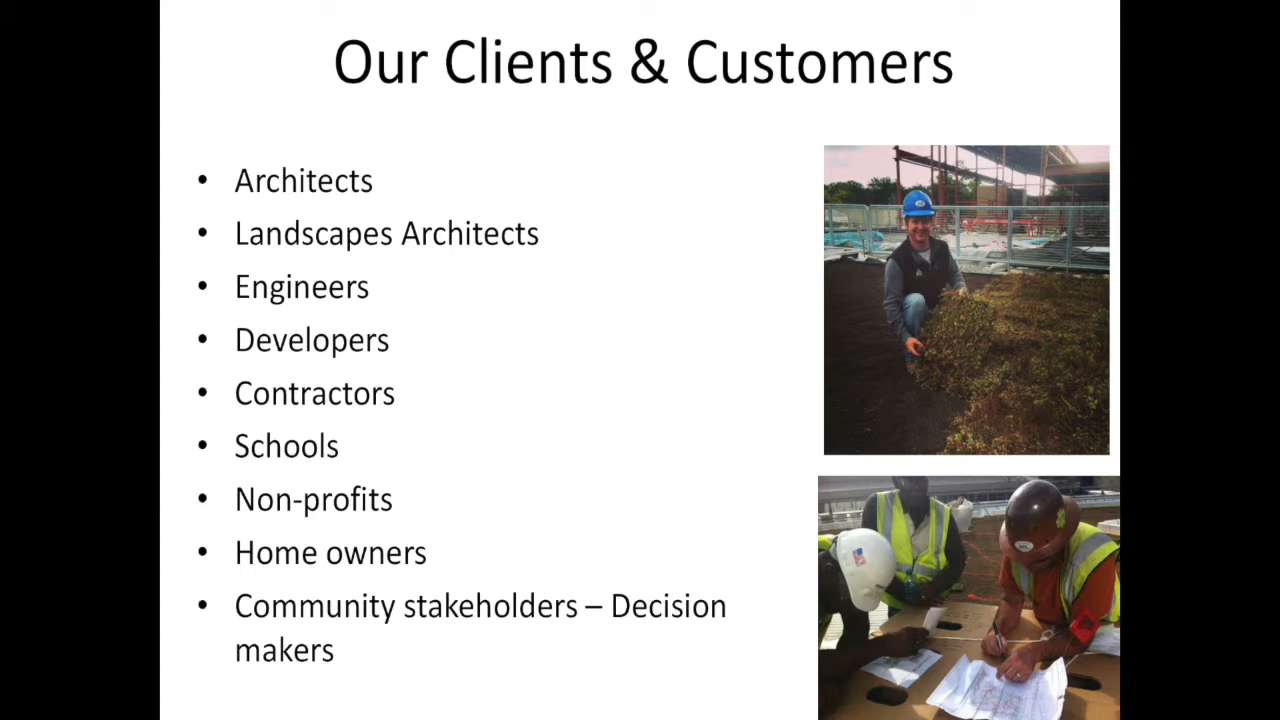 Our Clients & Customers
• Architects
• Landscapes Architects
• Engineers
• Developers
• Contractors
• Schools
• Non-profits
• Home owners
• Community stakeholders – Decision
makers